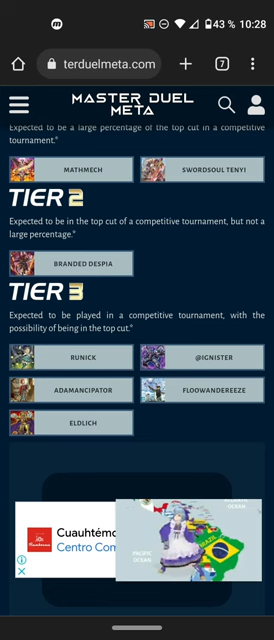 43 % 10:28
terduelmeta.com
7
MASTER DUEL
META
Expected to be a large percentage of the top cut in a competitive
tournament.*
MATHMECH
SWORDSOUL TENYI
TIER 2
Expected to be in the top cut of a competitive tournament, but not a
large percentage.*
BRANDED DESPIA
TIER 3
Expected to be played in a competitive tournament, with the
possibility of being in the top cut.*
RUNICK
@IGNISTER
ADAMANCIPATOR
FLOOWANDEREEZE
ELDLICH
Cuauhtémo
Centro Com
PACIFIC
OCEAN
BRAZIL
OCEAN